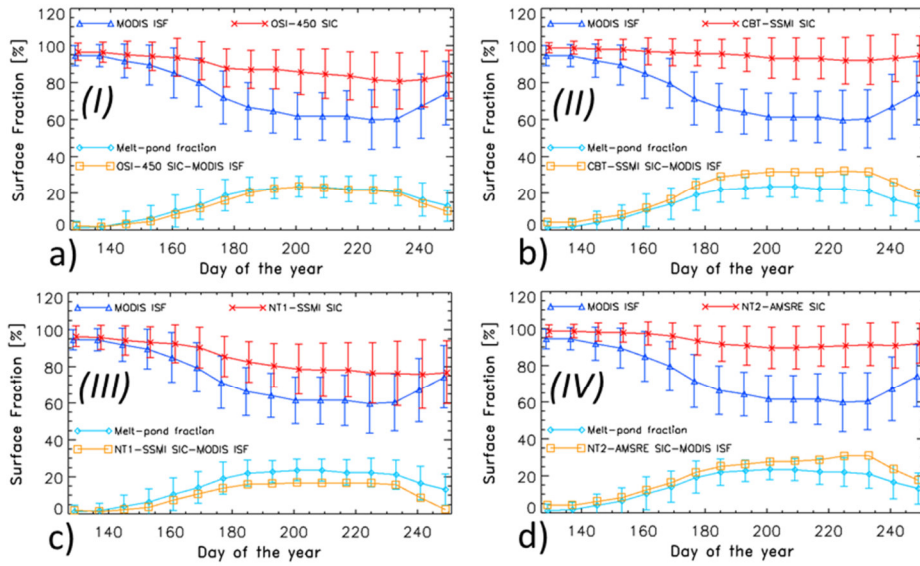 MODIS ISF OSI-450 SIC
Surface Fraction [%]
120
100
80
60
40
20
0
(I)
Melt-pond fraction
OSI-450 SIC-MODIS ISF
140 160 180 200 220 240
Day of the year
a)
MODIS ISF CBT-SSMI SIC
Surface Fraction [%]
120
100
80
60
40
20
0
(II)
Melt-pond fraction
CBT-SSMI SIC-MODIS ISF
140 160 180 200 220 240
Day of the year
b)
MODIS ISF NT1-SSMI SIC
Surface Fraction [%]
120
100
80
60
40
20
0
(III)
Melt-pond fraction
NT1-SSMI SIC-MODIS ISF
140 160 180 200 220 240
Day of the year
c)
MODIS ISF NT2-AMSRE SIC
Surface Fraction [%]
120
100
80
60
40
20
0
(IV)
Melt-pond fraction
NT2-AMSRE SIC-MODIS ISF
140 160 180 200 220 240
Day of the year
d)